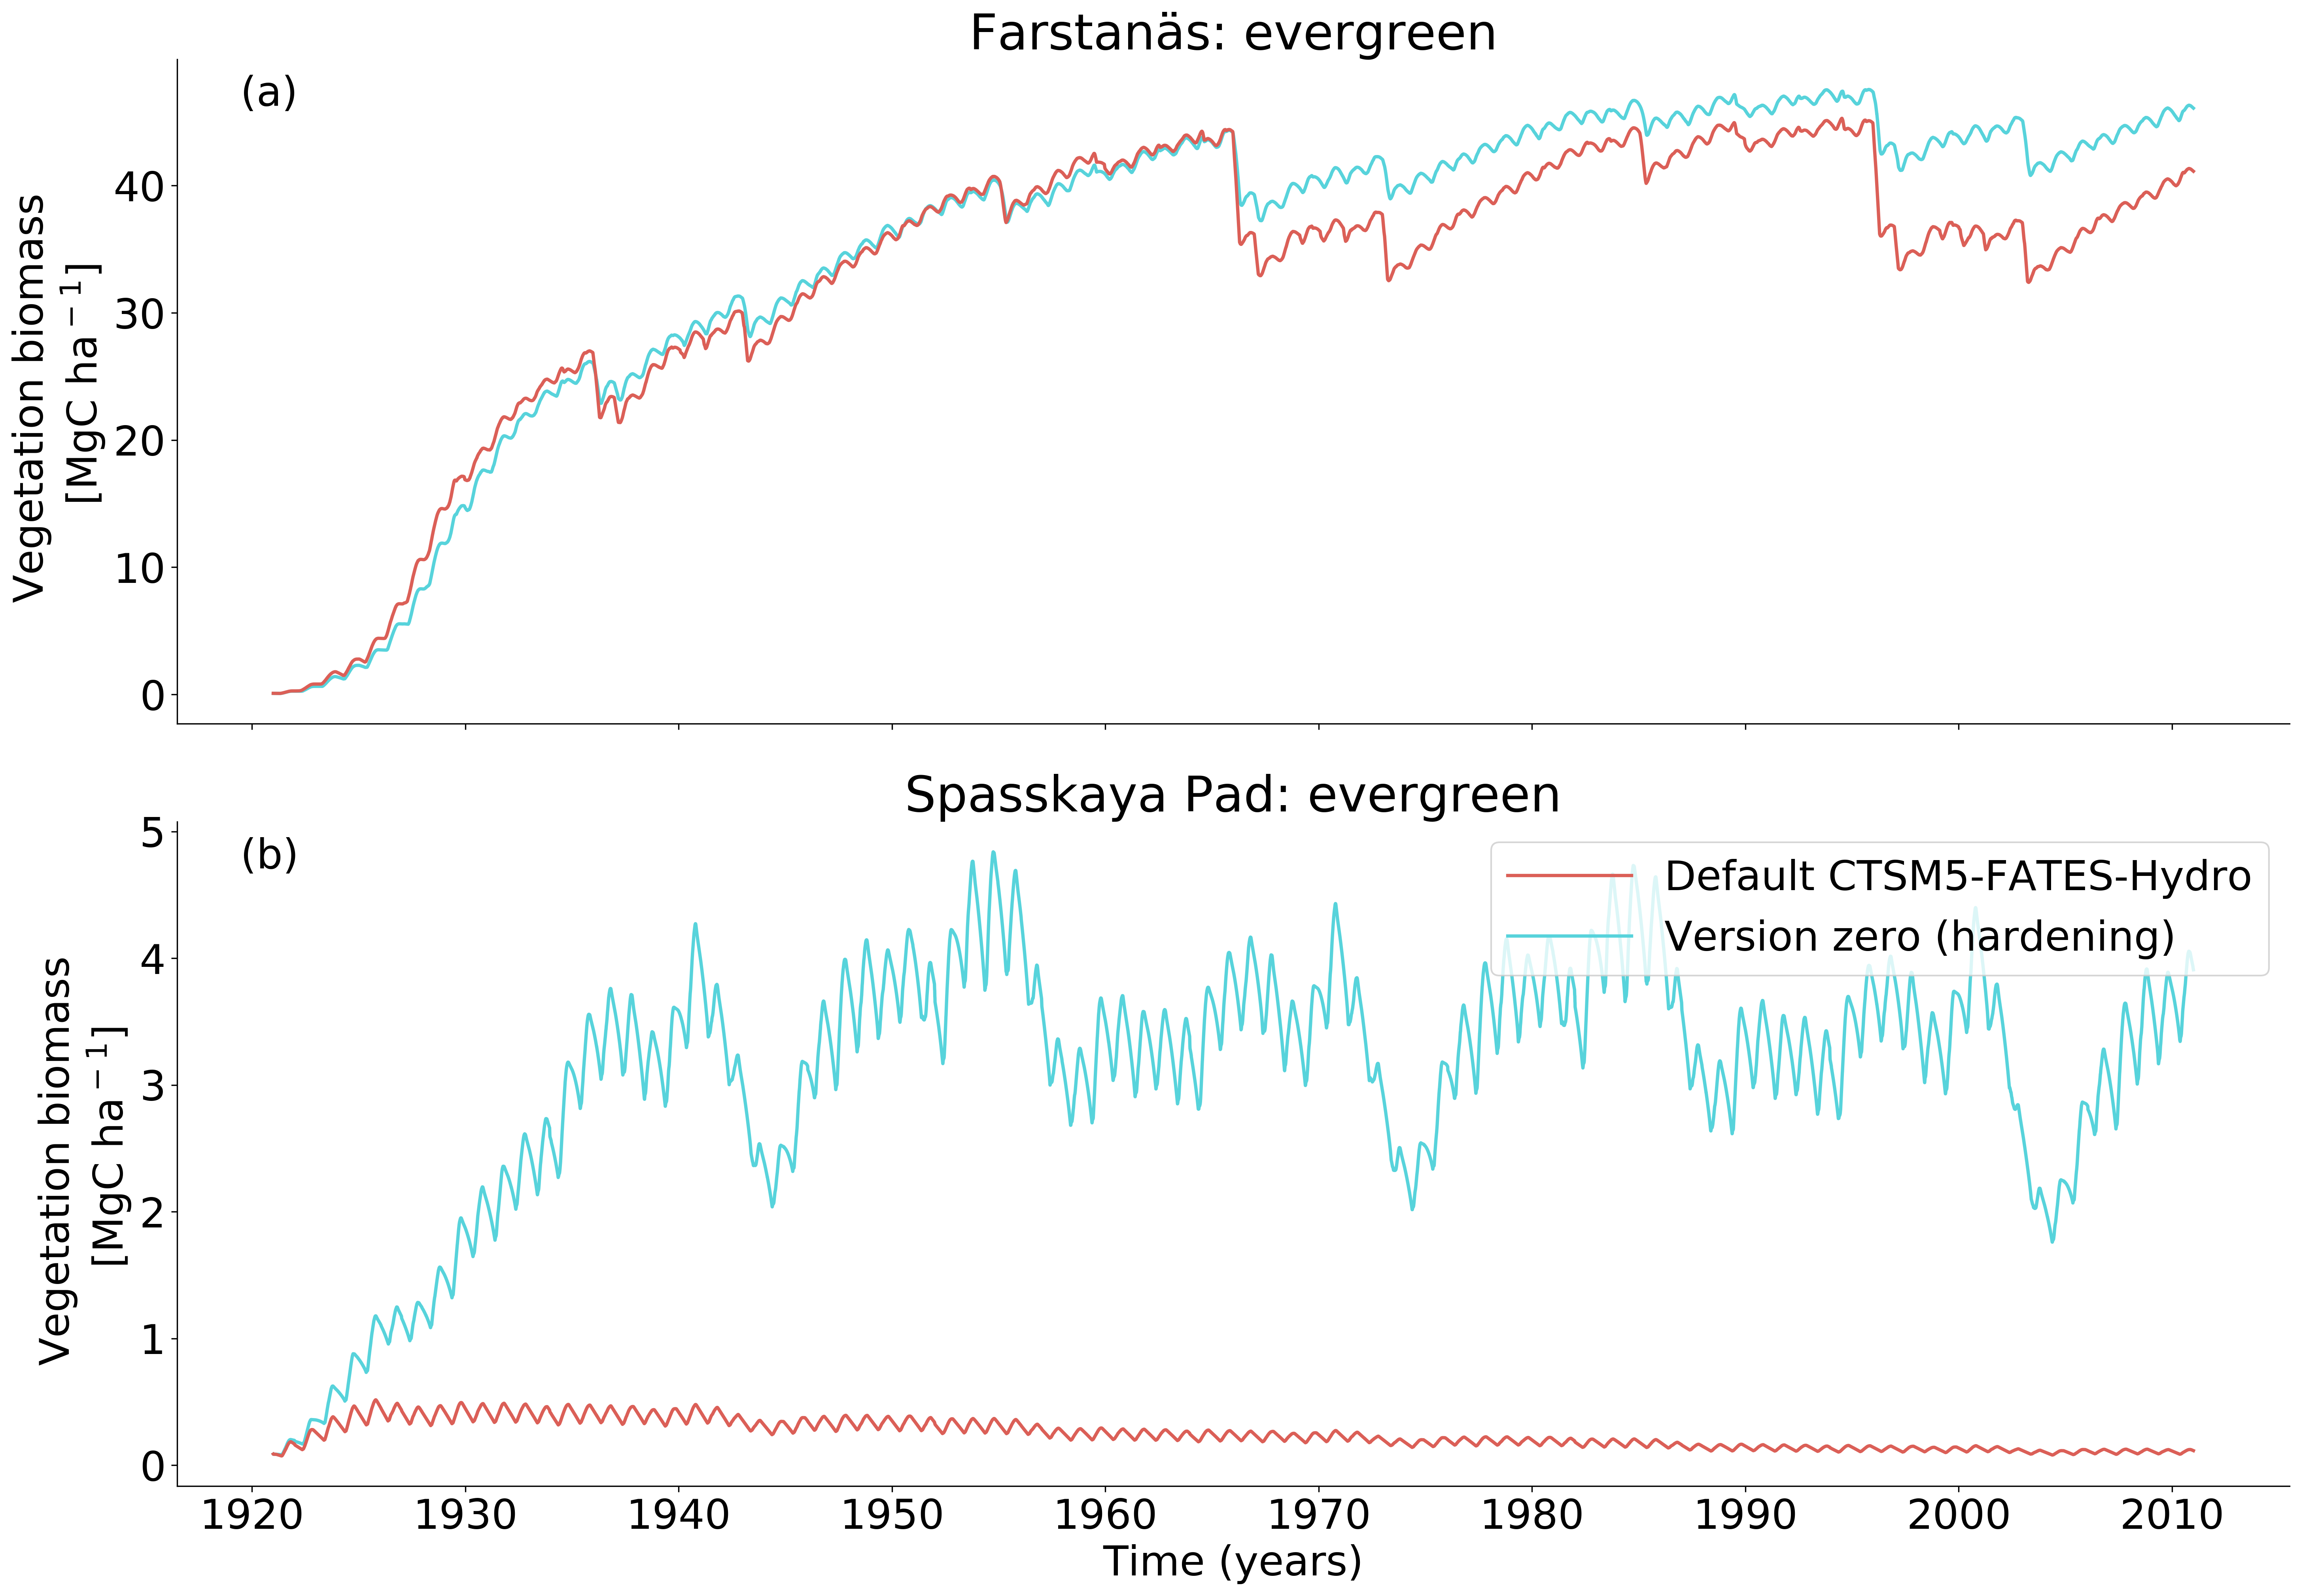 Farstanäs: evergreen
(a)
Vegetation biomass
[MgC ha⁻¹]
40
30
20
10
0
Spasskaya Pad: evergreen
(b)
Default CTSM5-FATES-Hydro
Version zero (hardening)
Vegetation biomass
[MgC ha⁻¹]
5
4
3
2
1
0
1920 1930 1940 1950 1960 1970 1980 1990 2000 2010
Time (years)